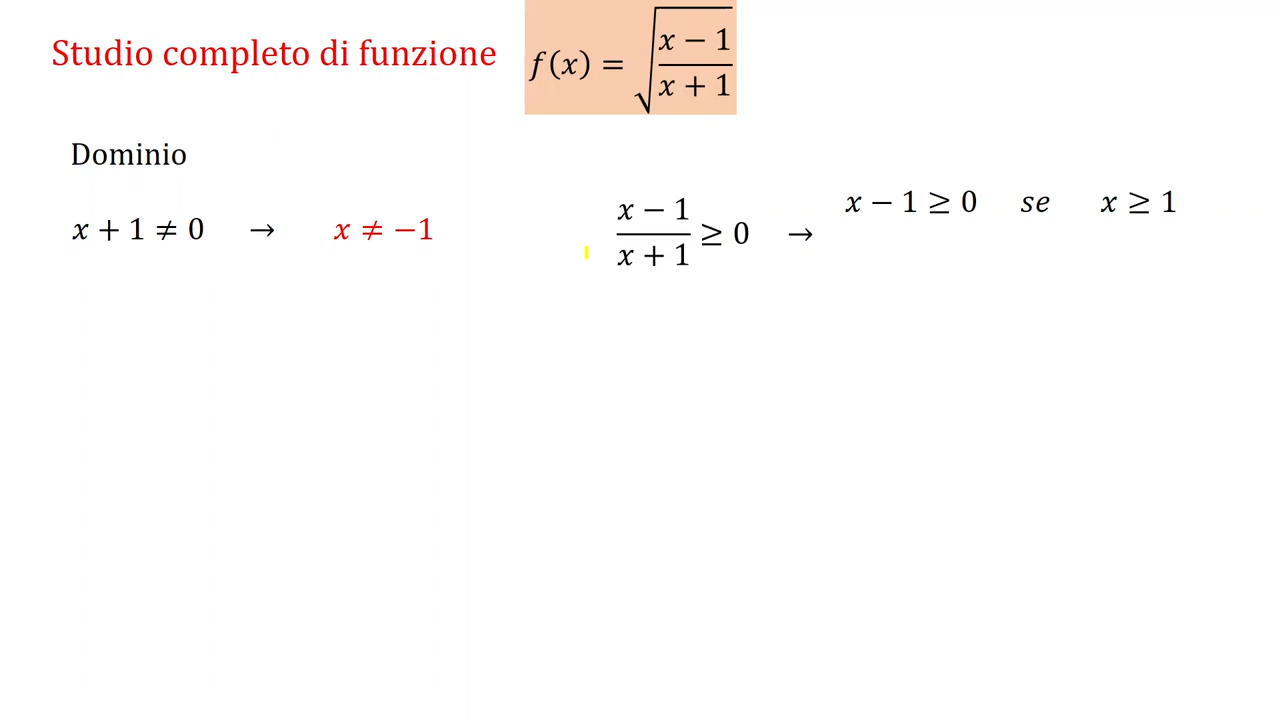 Studio completo di funzione f(x) = √((x − 1)/(x + 1))
Dominio
x + 1 ≠ 0 → x ≠ −1
(x − 1)/(x + 1) ≥ 0 → x − 1 ≥ 0 se x ≥ 1